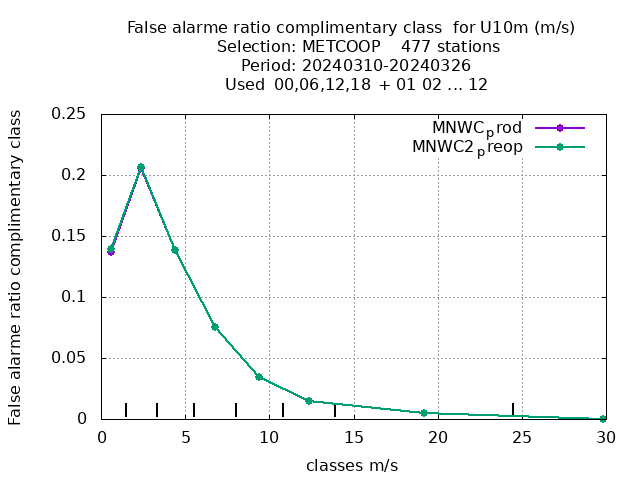 False alarme ratio complimentary class  for U10m (m/s)
Selection: METCOOP    477 stations
Period: 20240310-20240326
Used  00,06,12,18  + 01 02 ... 12
False alarme ratio complimentary class
0.25
0.2
0.15
0.1
0.05
0
MNWC_prod
MNWC2_preop
0 5 10 15 20 25 30
classes m/s